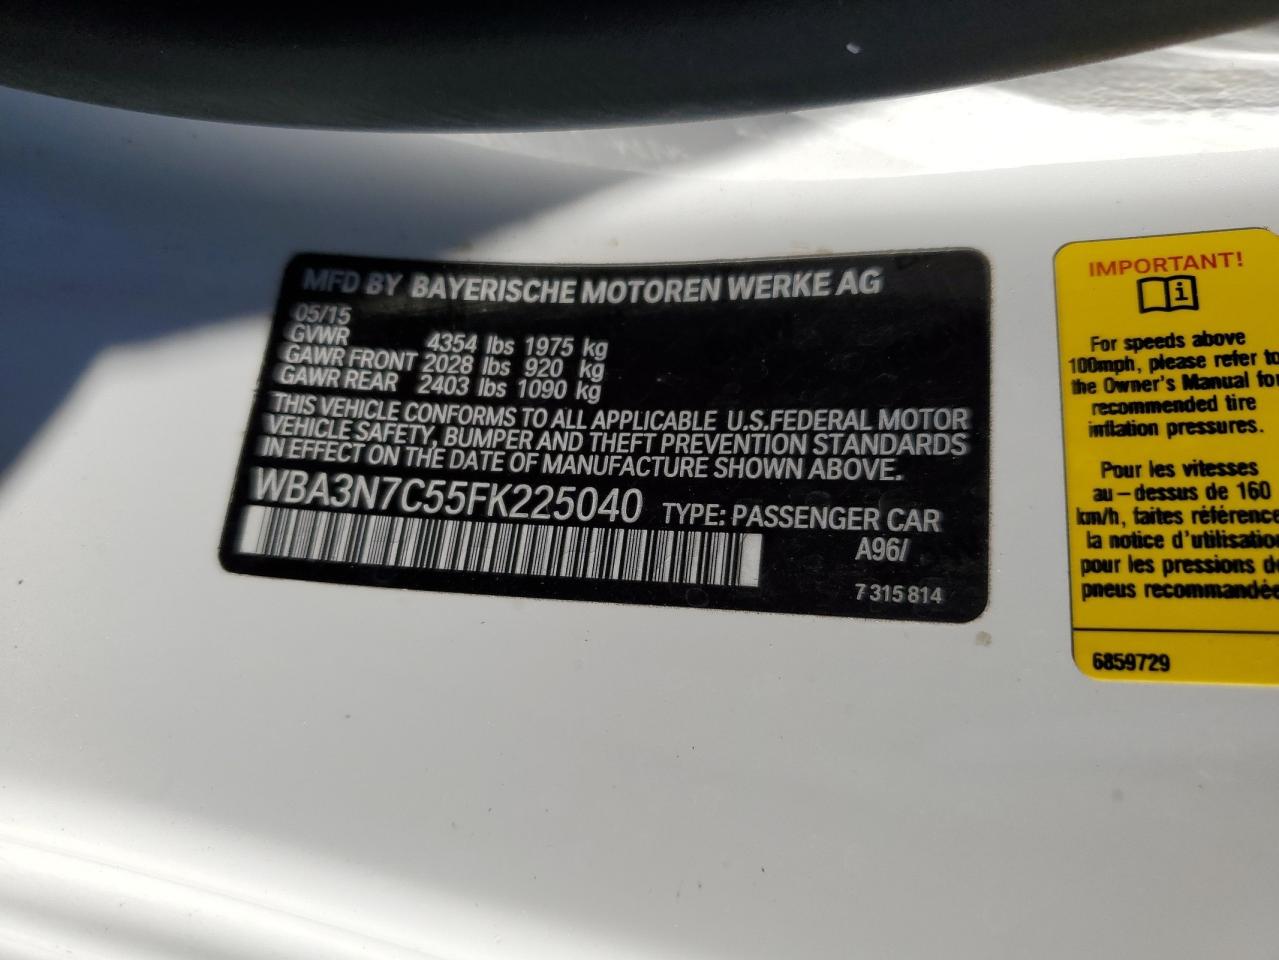 MFD BY BAYERISCHE MOTOREN WERKE AG
05/15
GVWR 4354 lbs 1975 kg
GAWR FRONT 2028 lbs 920 kg
GAWR REAR 2403 lbs 1090 kg
THIS VEHICLE CONFORMS TO ALL APPLICABLE U.S.FEDERAL MOTOR
VEHICLE SAFETY, BUMPER AND THEFT PREVENTION STANDARDS
IN EFFECT ON THE DATE OF MANUFACTURE SHOWN ABOVE.
WBA3N7C55FK225040 TYPE: PASSENGER CAR
A96/
7 315 814
IMPORTANT!
i
For speeds above
100mph, please refer to
the Owner's Manual for
recommended tire
inflation pressures.
Pour les vitesses
au-dessus de 160
km/h, faites référence
la notice d'utilisation
pour les pressions de
pneus recommandée
6859729